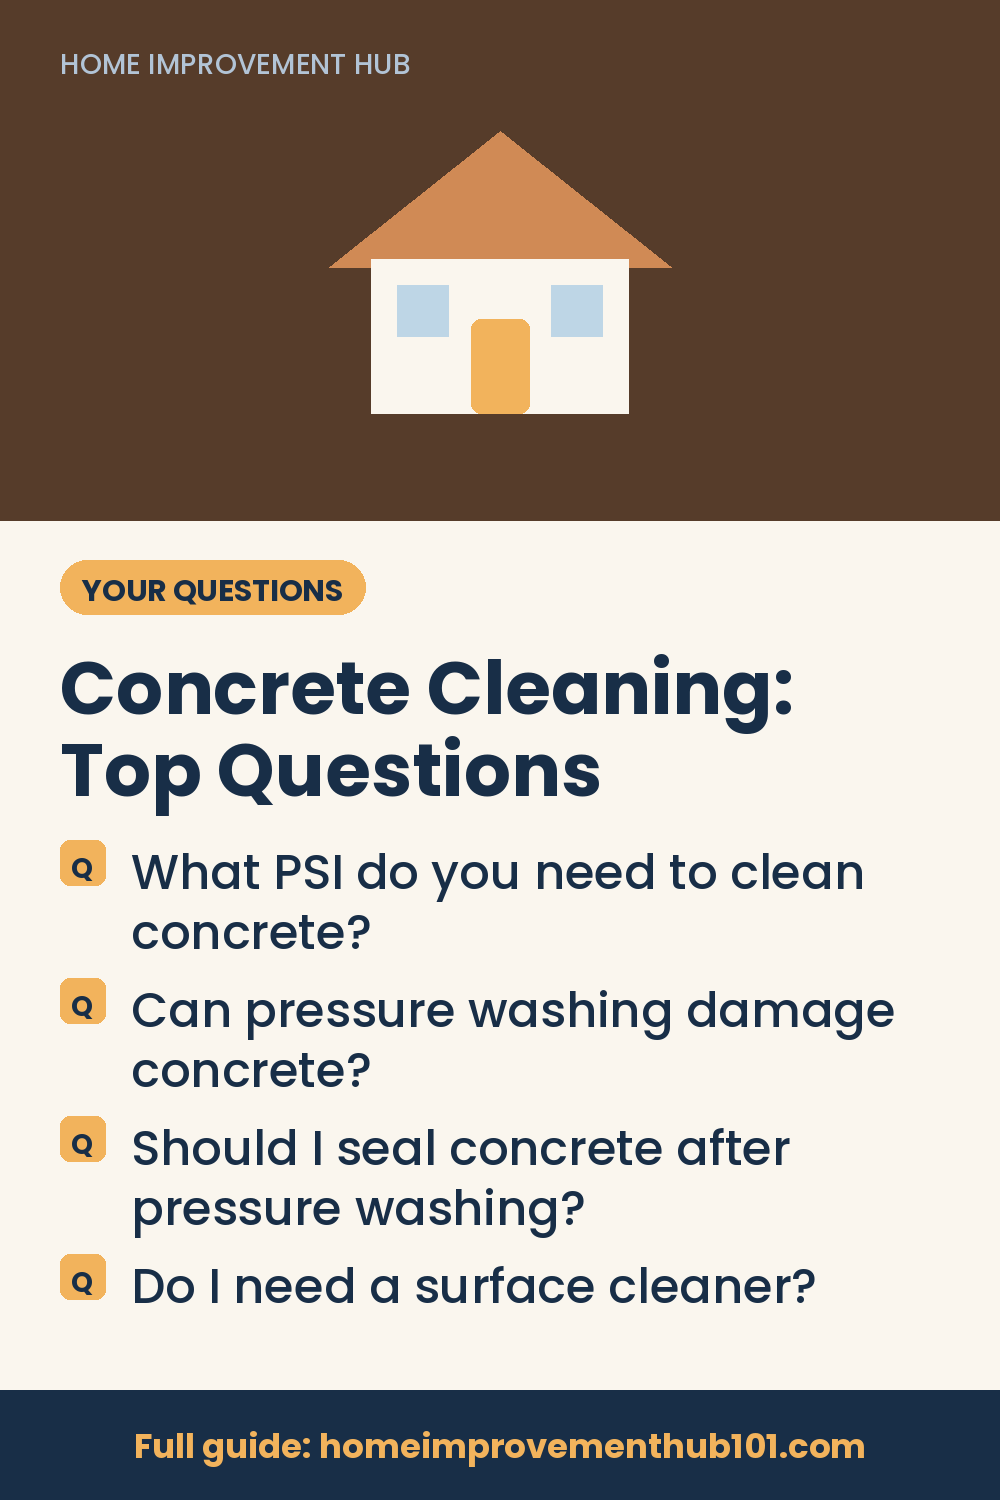 HOME IMPROVEMENT HUB
YOUR QUESTIONS
Concrete Cleaning:
Top Questions
Q What PSI do you need to clean
concrete?
Q Can pressure washing damage
concrete?
Q Should I seal concrete after
pressure washing?
Q Do I need a surface cleaner?
Full guide: homeimprovementhub101.com